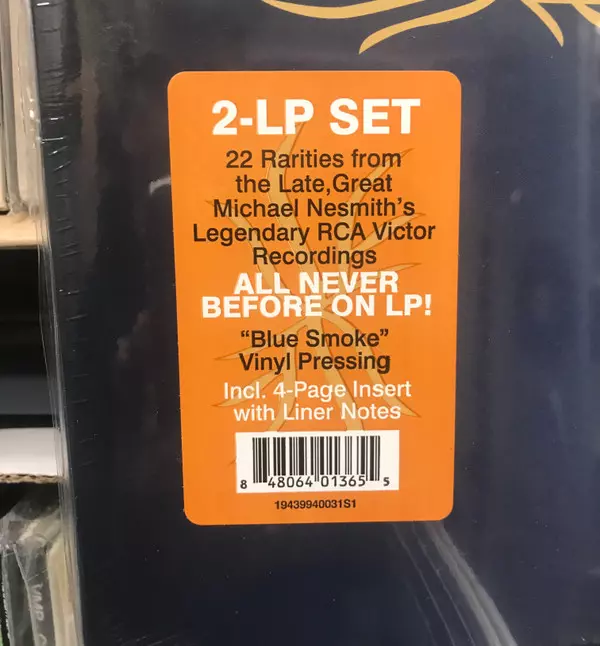 2-LP SET
22 Rarities from
the Late,Great
Michael Nesmith's
Legendary RCA Victor
Recordings
ALL NEVER
BEFORE ON LP!
“Blue Smoke”
Vinyl Pressing
Incl. 4-Page Insert
with Liner Notes
8 48064 01365 5
19439940031S1
VMP